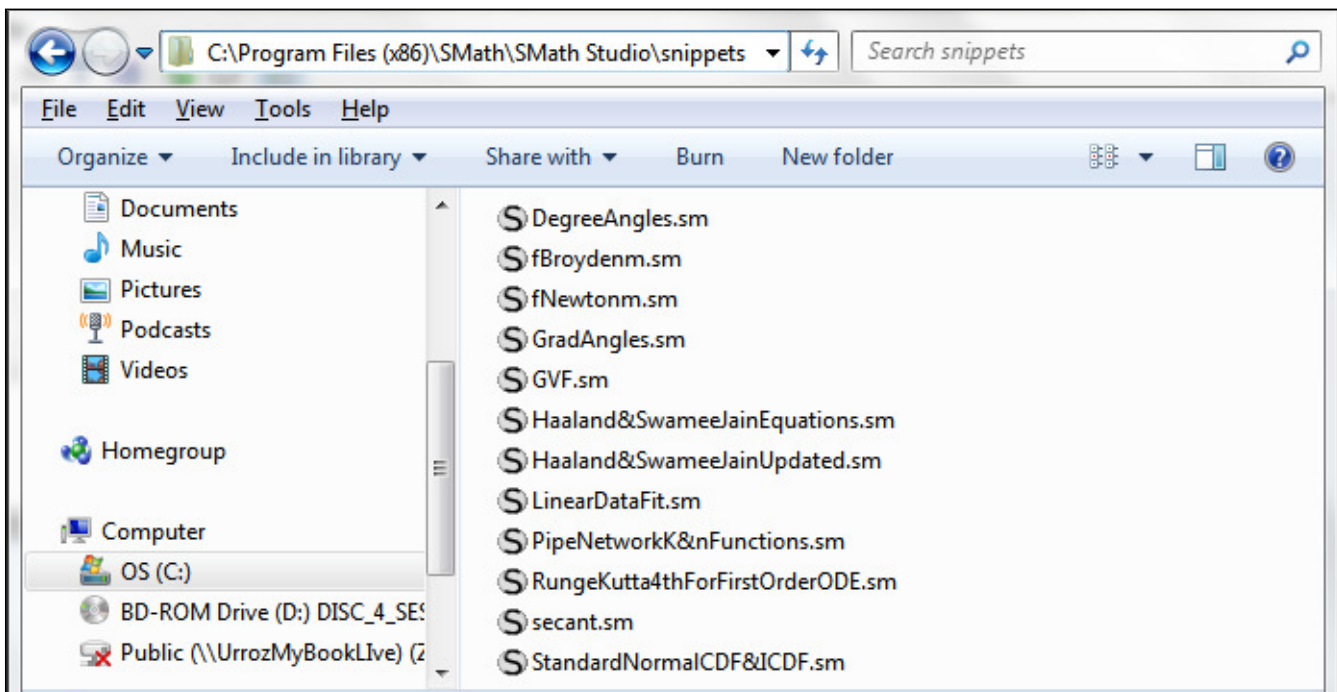 C:\Program Files (x86)\SMath\SMath Studio\snippets
Search snippets
File Edit View Tools Help
Organize Include in library Share with Burn New folder
Documents
Music
Pictures
Podcasts
Videos
Homegroup
Computer
OS (C:)
BD-ROM Drive (D:) DISC_4_SES
Public (\\UrrozMyBookLIve) (Z
DegreeAngles.sm
fBroydenm.sm
fNewtonm.sm
GradAngles.sm
GVF.sm
Haaland&SwameeJainEquations.sm
Haaland&SwameeJainUpdated.sm
LinearDataFit.sm
PipeNetworkK&nFunctions.sm
RungeKutta4thForFirstOrderODE.sm
secant.sm
StandardNormalCDF&ICDF.sm